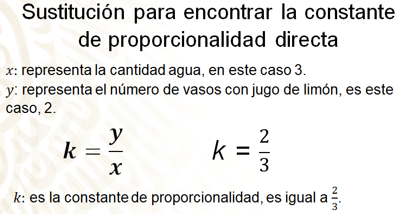 Sustitución para encontrar la constante
de proporcionalidad directa
x: representa la cantidad agua, en este caso 3.
y: representa el número de vasos con jugo de limón, es este
caso, 2.
k = y/x    k = 2/3
k: es la constante de proporcionalidad, es igual a 2/3.